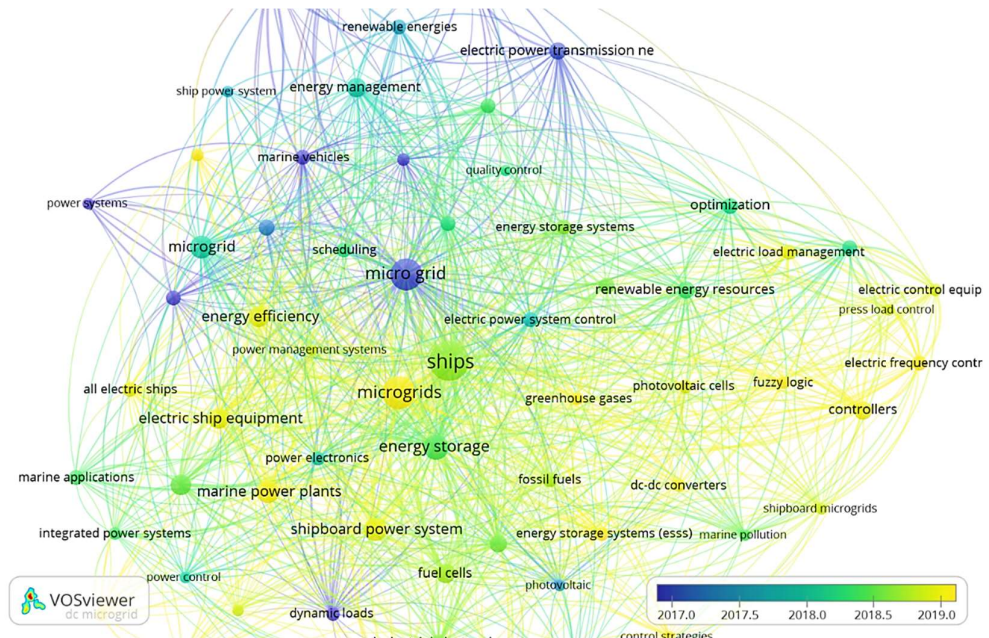 renewable energies
electric power transmission ne
energy management
ship power system
marine vehicles
quality control
power systems
optimization
energy storage systems
microgrid
scheduling
electric load management
micro grid
renewable energy resources
electric control equip
press load control
energy efficiency
electric power system control
power management systems
ships
electric frequency contr
all electric ships
microgrids
photovoltaic cells
fuzzy logic
greenhouse gases
controllers
electric ship equipment
energy storage
power electronics
marine applications
fossil fuels
dc-dc converters
marine power plants
shipboard microgrids
integrated power systems
shipboard power system
energy storage systems (esss)
marine pollution
fuel cells
power control
photovoltaic
VOSviewer
dc microgrid
dynamic loads
2017.0 2017.5 2018.0 2018.5 2019.0
control strategies